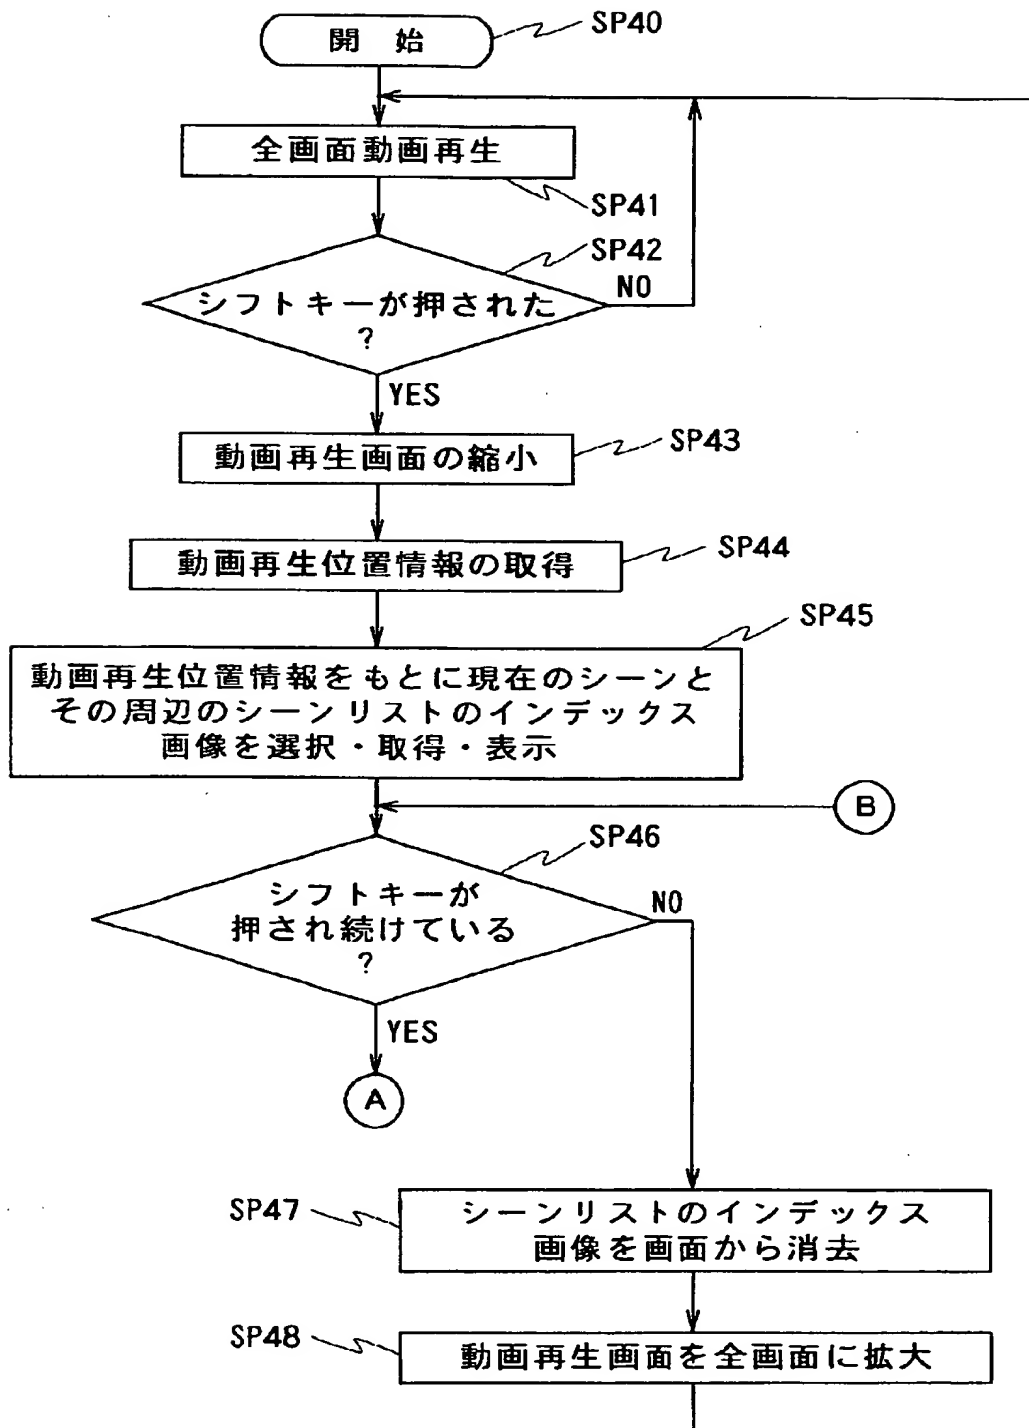 開 始
SP40
全画面動画再生
SP41
SP42
シフトキーが押された
?
NO
YES
動画再生画面の縮小
SP43
動画再生位置情報の取得
SP44
SP45
動画再生位置情報をもとに現在のシーンと
その周辺のシーンリストのインデックス
画像を選択・取得・表示
B
SP46
シフトキーが
押され続けている
?
NO
YES
A
SP47
シーンリストのインデックス
画像を画面から消去
SP48
動画再生画面を全画面に拡大